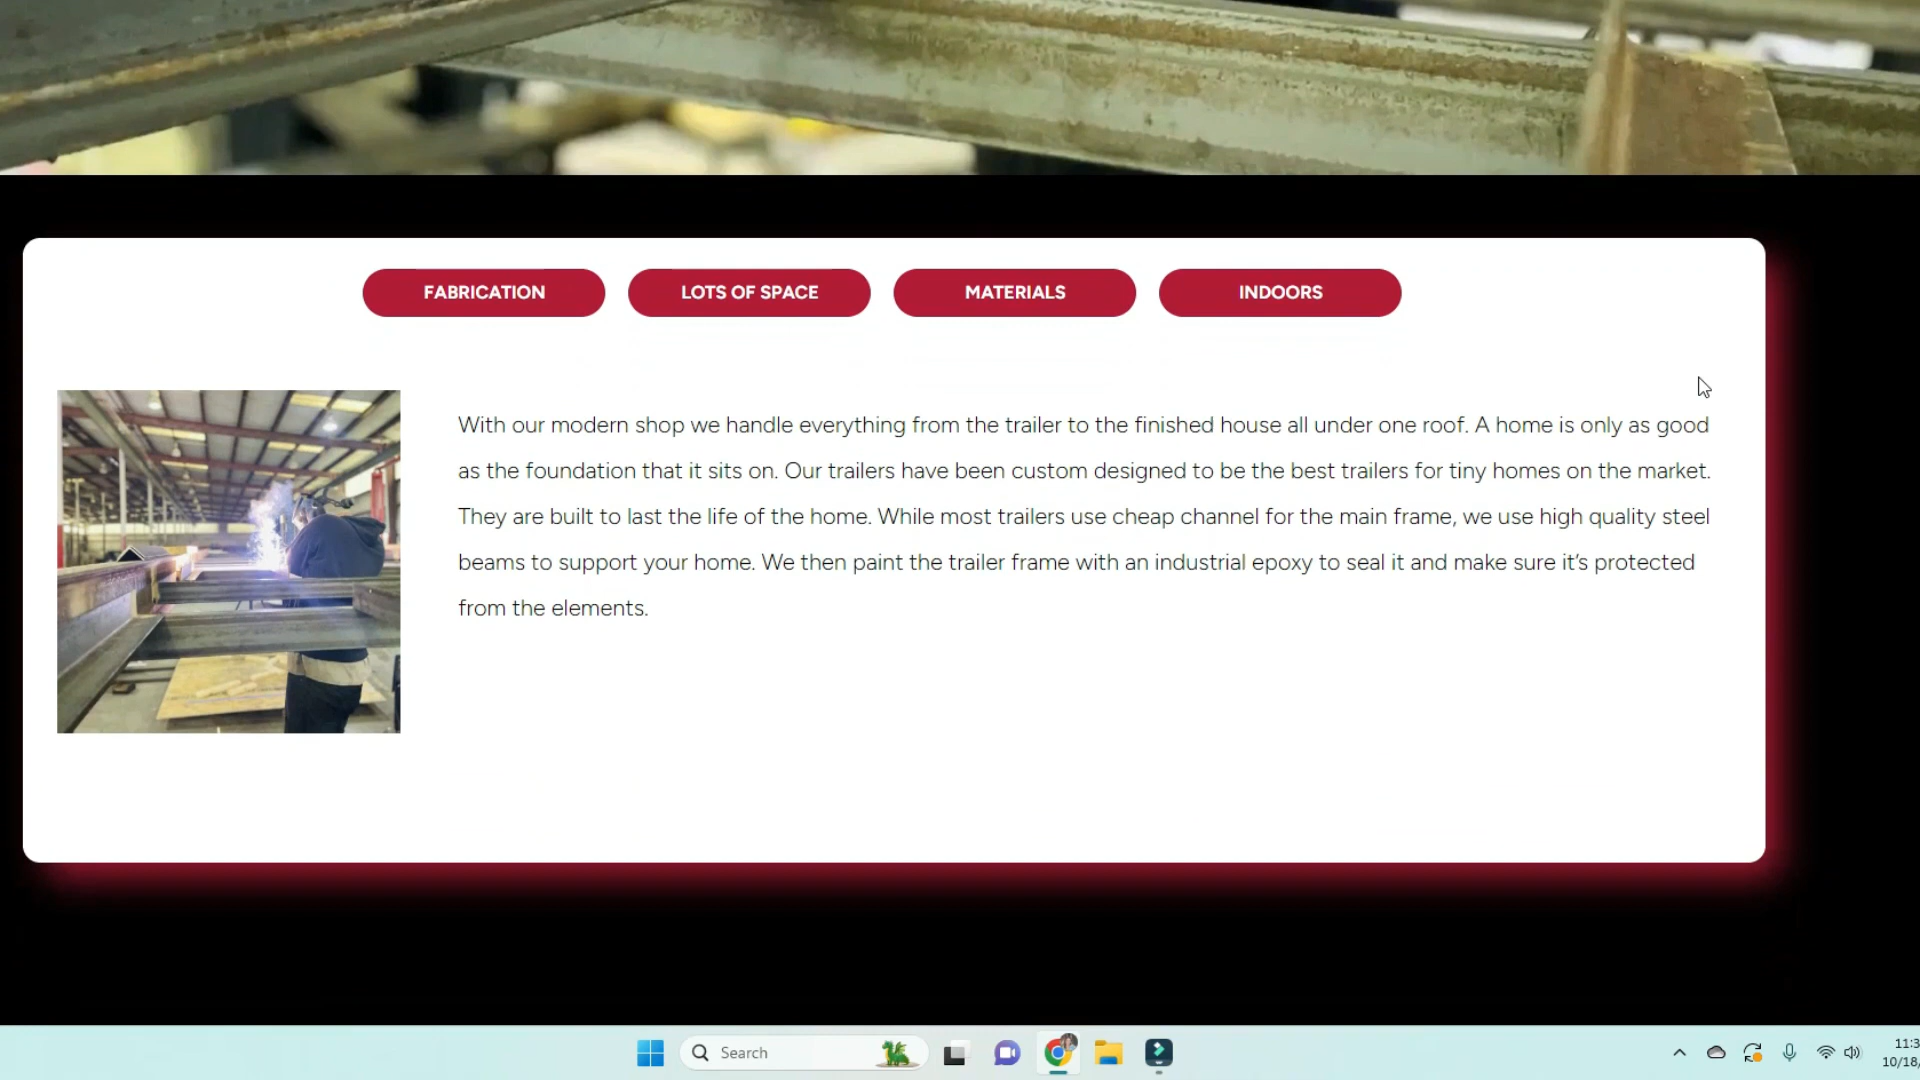 FABRICATION LOTS OF SPACE MATERIALS INDOORS
With our modern shop we handle everything from the trailer to the finished house all under one roof. A home is only as good
as the foundation that it sits on. Our trailers have been custom designed to be the best trailers for tiny homes on the market.
They are built to last the life of the home. While most trailers use cheap channel for the main frame, we use high quality steel
beams to support your home. We then paint the trailer frame with an industrial epoxy to seal it and make sure it’s protected
from the elements.
Search
11:3
10/18/